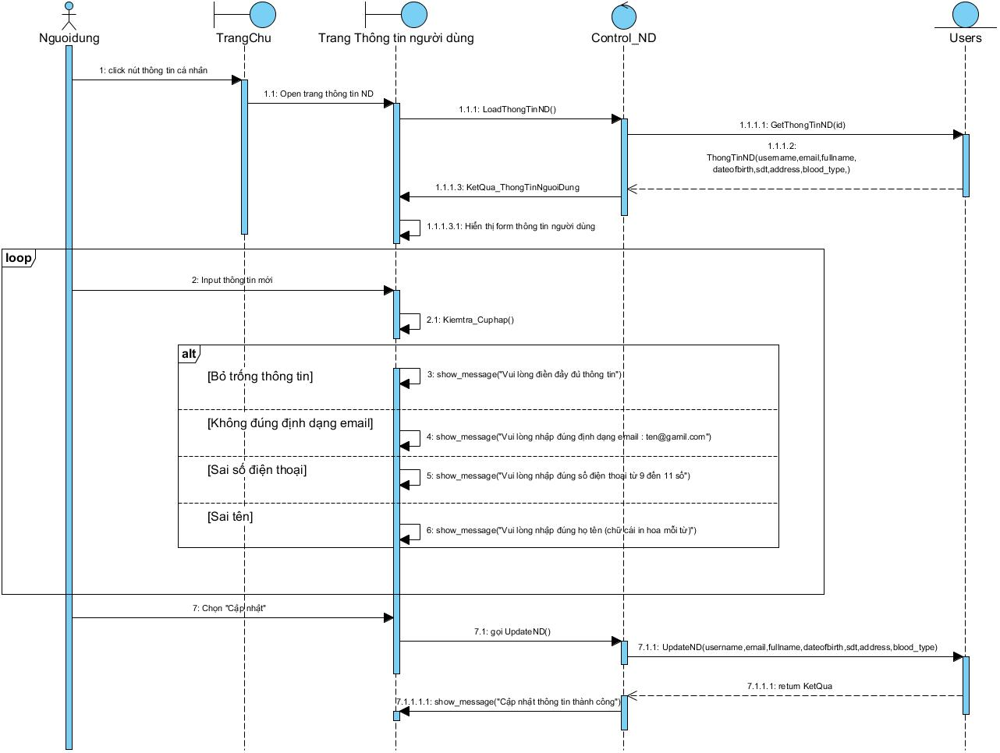 Nguoidung
TrangChu
Trang Thông tin người dùng
Control_ND
Users
1: click nút thông tin cá nhân
1.1: Open trang thông tin ND
1.1.1: LoadThongTinND()
1.1.1.1: GetThongTinND(id)
1.1.1.2:
ThongTinND(username,email,fullname,
dateofbirth,sdt,address,blood_type,)
1.1.1.3: KetQua_ThongTinNguoiDung
1.1.1.3.1: Hiển thị form thông tin người dùng
loop
2: Input thông tin mới
2.1: Kiemtra_Cuphap()
alt
[Bỏ trống thông tin]
3: show_message("Vui lòng điền đầy đủ thông tin")
[Không đúng định dạng email]
4: show_message("Vui lòng nhập đúng định dạng email : ten@gamil.com")
[Sai số điện thoại]
5: show_message("Vui lòng nhập đúng số điện thoại từ 9 đến 11 số")
[Sai tên]
6: show_message("Vui lòng nhập đúng họ tên (chữ cái in hoa mỗi từ)")
7: Chọn "Cập nhật"
7.1: gọi UpdateND()
7.1.1: UpdateND(username,email,fullname,dateofbirth,sdt,address,blood_type)
7.1.1.1: return KetQua
7.1.1.1.1: show_message("Cập nhật thông tin thành công")